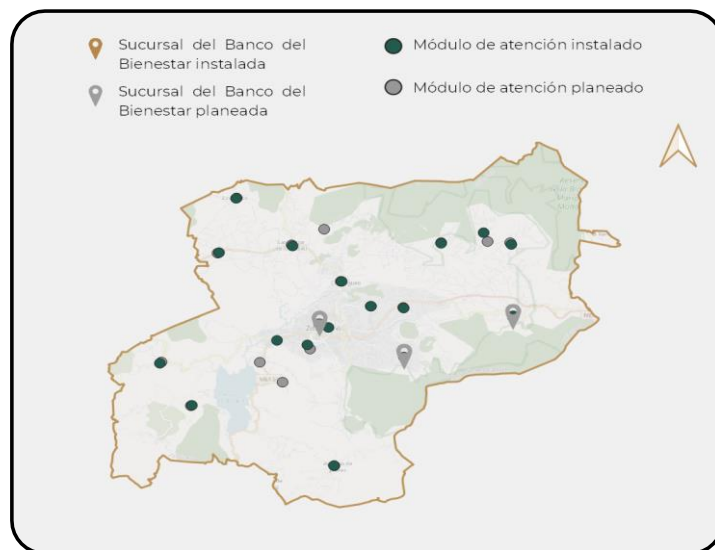 Sucursal del Banco del
Bienestar instalada
Sucursal del Banco del
Bienestar planeada
Módulo de atención instalado
Módulo de atención planeado